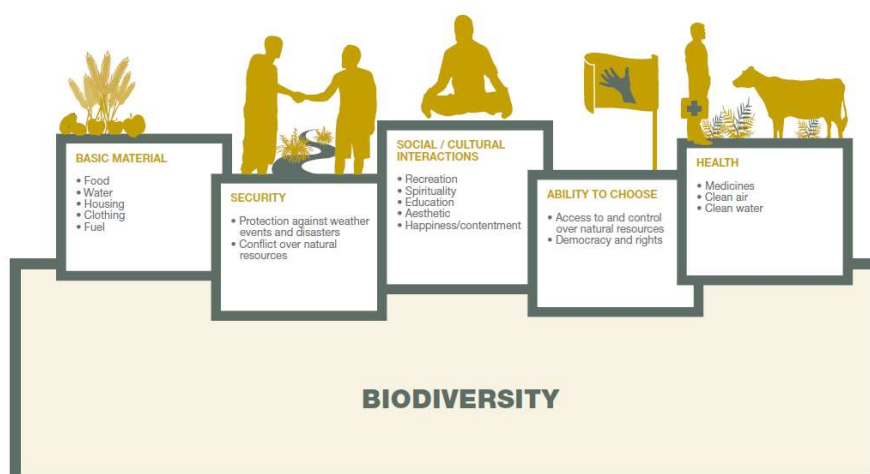 BASIC MATERIAL
• Food
• Water
• Housing
• Clothing
• Fuel
SECURITY
• Protection against weather
events and disasters
• Conflict over natural
resources
SOCIAL / CULTURAL
INTERACTIONS
• Recreation
• Spirituality
• Education
• Aesthetic
• Happiness/contentment
ABILITY TO CHOOSE
• Access to and control
over natural resources
• Democracy and rights
HEALTH
• Medicines
• Clean air
• Clean water
BIODIVERSITY